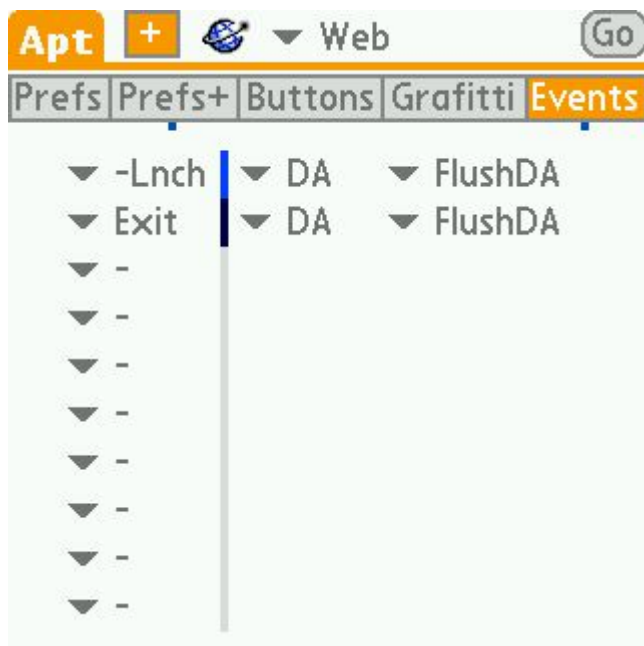 Apt + Web Go
Prefs Prefs+ Buttons Grafitti Events
-Lnch DA FlushDA
Exit DA FlushDA
-
-
-
-
-
-
-
-